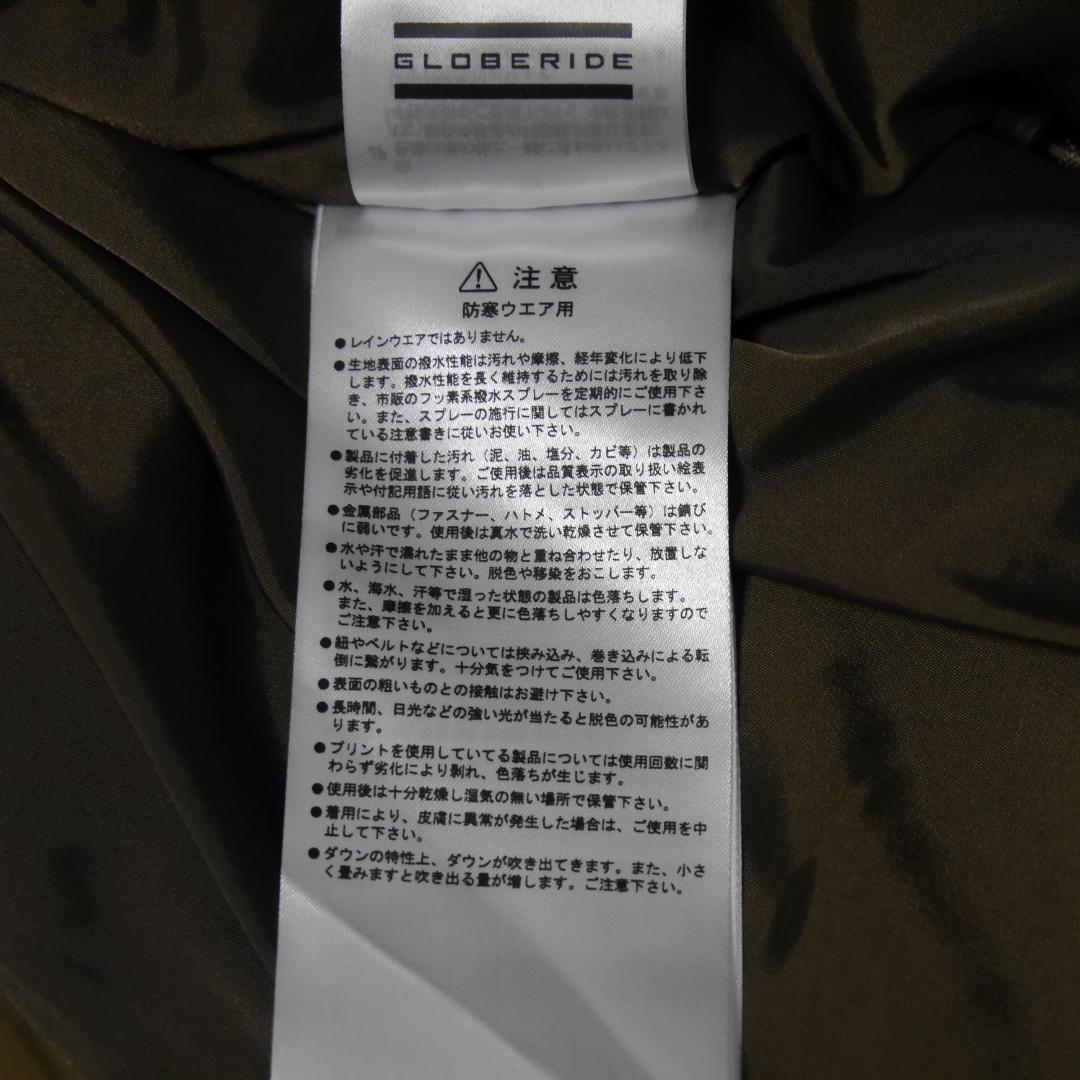 GLOBERIDE
注意
防寒ウエア用
●レインウエアではありません。
●生地表面の撥水性能は汚れや摩擦、経年変化により低下
します。撥水性能を長く維持するためには汚れを取り除
き、市販のフッ素系撥水スプレーを定期的にご使用下さ
い。また、スプレーの施行に関してはスプレーに書かれ
ている注意書きに従いお使い下さい。
●製品に付着した汚れ（泥、油、塩分、カビ等）は製品の
劣化を促進します。ご使用後は品質表示の取り扱い絵表
示や付記用語に従い汚れを落とした状態で保管下さい。
●金属部品（ファスナー、ハトメ、ストッパー等）は錆び
に弱いです。使用後は真水で洗い乾燥させて保管下さい。
●水や汗で濡れたまま他の物と重ね合わせたり、放置しな
いようにして下さい。脱色や移染をおこします。
●水、海水、汗等で湿った状態の製品は色落ちします。
また、摩擦を加えると更に色落ちしやすくなりますので
ご注意下さい。
●紐やベルトなどについては挟み込み、巻き込みによる転
倒に繋がります。十分気をつけてご使用下さい。
●表面の粗いものとの接触はお避け下さい。
●長時間、日光などの強い光が当たると脱色の可能性があ
ります。
●プリントを使用していてる製品については使用回数に関
わらず劣化により剥れ、色落ちが生じます。
●使用後は十分乾燥し湿気の無い場所で保管下さい。
●着用により、皮膚に異常が発生した場合は、ご使用を中
止して下さい。
●ダウンの特性上、ダウンが吹き出てきます。また、小さ
く畳みますと吹き出る量が増します。ご注意下さい。